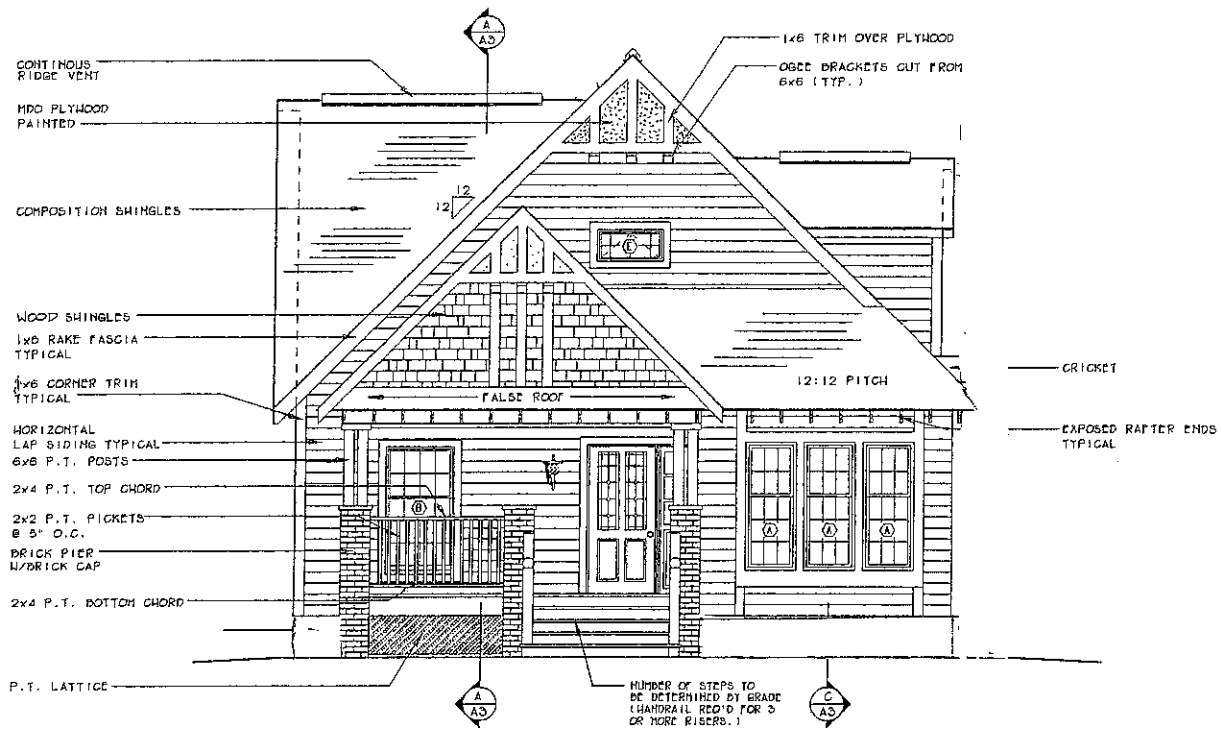 A
A3
CONTINOUS
RIDGE VENT
MDO PLYWOOD
PAINTED
COMPOSITION SHINGLES
WOOD SHINGLES
1x6 RAKE FASCIA
TYPICAL
1x6 CORNER TRIM
TYPICAL
HORIZONTAL
LAP SIDING TYPICAL
6x6 P.T. POSTS
2x4 P.T. TOP CHORD
2x2 P.T. PICKETS
@ 5" O.C.
BRICK PIER
W/BRICK CAP
2x4 P.T. BOTTOM CHORD
P.T. LATTICE
1x6 TRIM OVER PLYWOOD
OGEE BRACKETS CUT FROM
6x6 (TYP.)
12
12
E
FALSE ROOF
12:12 PITCH
CRICKET
EXPOSED RAFTER ENDS
TYPICAL
B
A
A
A
A
A3
NUMBER OF STEPS TO
BE DETERMINED BY GRADE
(HANDRAIL REQ'D FOR 3
OR MORE RISERS.)
C
A3